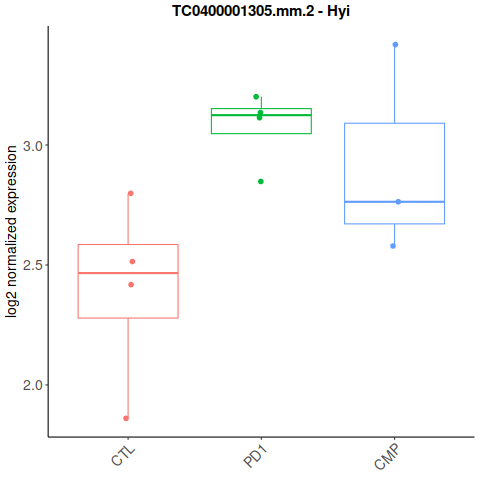 TC0400001305.mm.2 - Hyi
log2 normalized expression
3.0
2.5
2.0
CTL
PD1
CMP